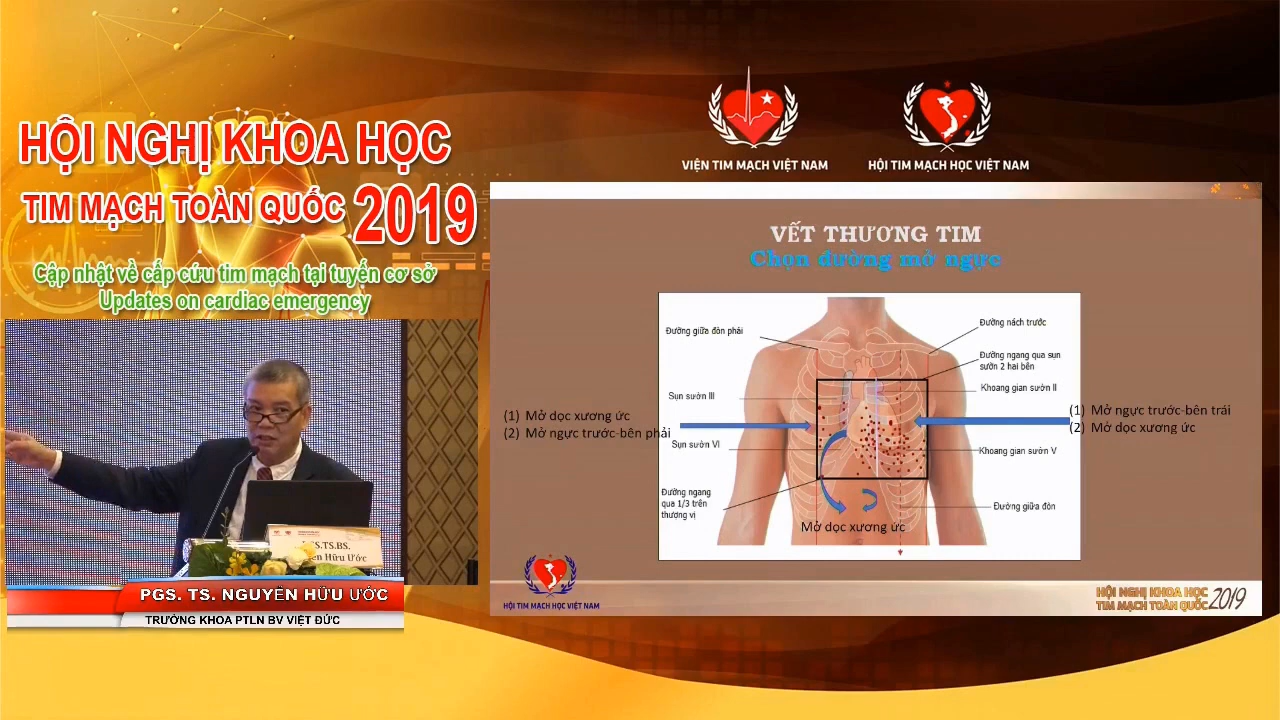 HỘI NGHỊ KHOA HỌC
TIM MẠCH TOÀN QUỐC 2019
Cập nhật về cấp cứu tim mạch tại tuyến cơ sở
Updates on cardiac emergency
VIỆN TIM MẠCH VIỆT NAM
HỘI TIM MẠCH HỌC VIỆT NAM
VẾT THƯƠNG TIM
Chọn đường mở ngực
Đường giữa đòn phải
Đường nách trước
Đường ngang qua sụn
sườn 2 hai bên
Khoang gian sườn II
Sụn sườn III
(1) Mở dọc xương ức
(2) Mở ngực trước-bên phải
(1) Mở ngực trước-bên trái
(2) Mở dọc xương ức
Sụn sườn VI
Khoang gian sườn V
Đường ngang
qua 1/3 trên
thượng vị
Đường giữa đòn
Mở dọc xương ức
HỘI TIM MẠCH HỌC VIỆT NAM
HỘI NGHỊ KHOA HỌC
TIM MẠCH TOÀN QUỐC 2019
Hữu Ước
PGS. TS. NGUYỄN HỮU ƯỚC
TRƯỞNG KHOA PTLN BV VIỆT ĐỨC